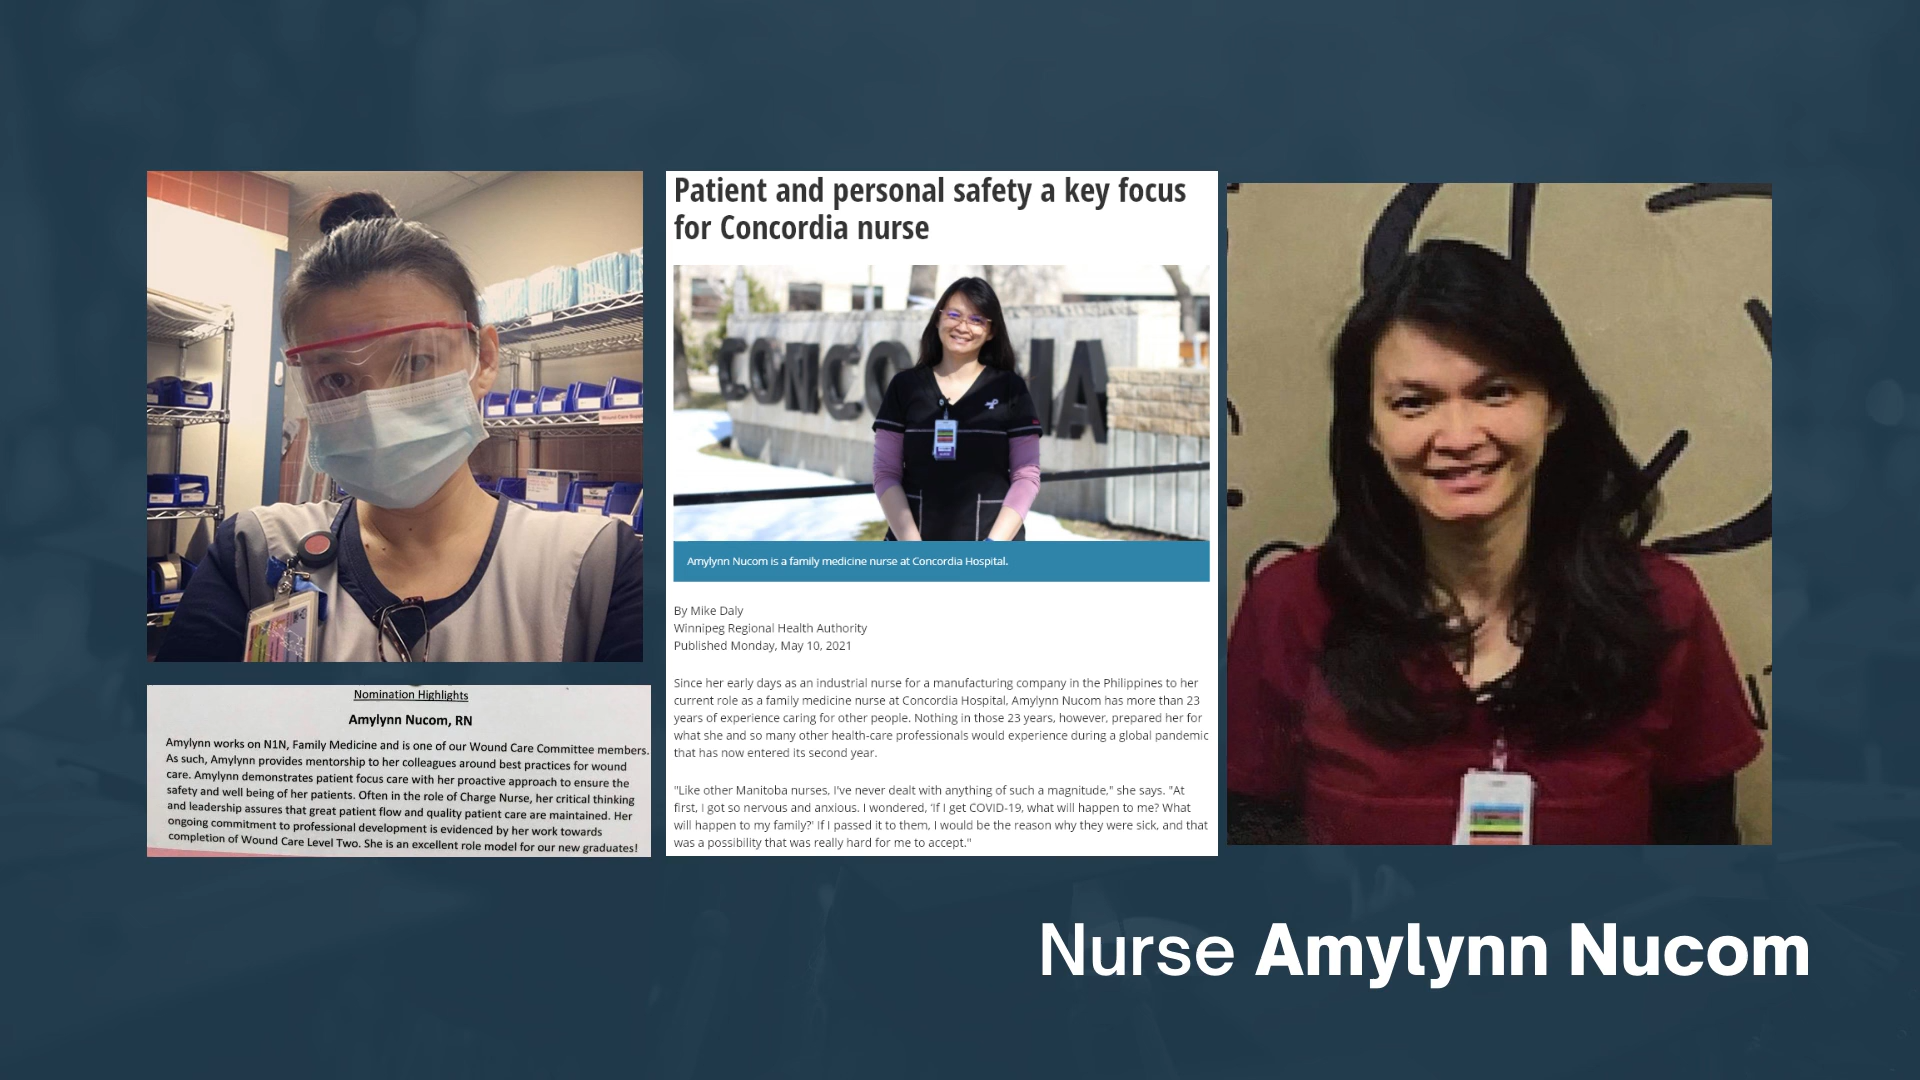 Wound Care Supp
Nomination Highlights
Amylynn Nucom, RN
Amylynn works on N1N, Family Medicine and is one of our Wound Care Committee members.
As such, Amylynn provides mentorship to her colleagues around best practices for wound
care. Amylynn demonstrates patient focus care with her proactive approach to ensure the
safety and well being of her patients. Often in the role of Charge Nurse, her critical thinking
and leadership assures that great patient flow and quality patient care are maintained. Her
ongoing commitment to professional development is evidenced by her work towards
completion of Wound Care Level Two. She is an excellent role model for our new graduates!
Patient and personal safety a key focus
for Concordia nurse
CONCO IA
Amylynn Nucom is a family medicine nurse at Concordia Hospital.
By Mike Daly
Winnipeg Regional Health Authority
Published Monday, May 10, 2021
Since her early days as an industrial nurse for a manufacturing company in the Philippines to her
current role as a family medicine nurse at Concordia Hospital, Amylynn Nucom has more than 23
years of experience caring for other people. Nothing in those 23 years, however, prepared her for
what she and so many other health-care professionals would experience during a global pandemic
that has now entered its second year.
"Like other Manitoba nurses, I've never dealt with anything of such a magnitude," she says. "At
first, I got so nervous and anxious. I wondered, 'If I get COVID-19, what will happen to me? What
will happen to my family?' If I passed it to them, I would be the reason why they were sick, and that
was a possibility that was really hard for me to accept."
Nurse Amylynn Nucom